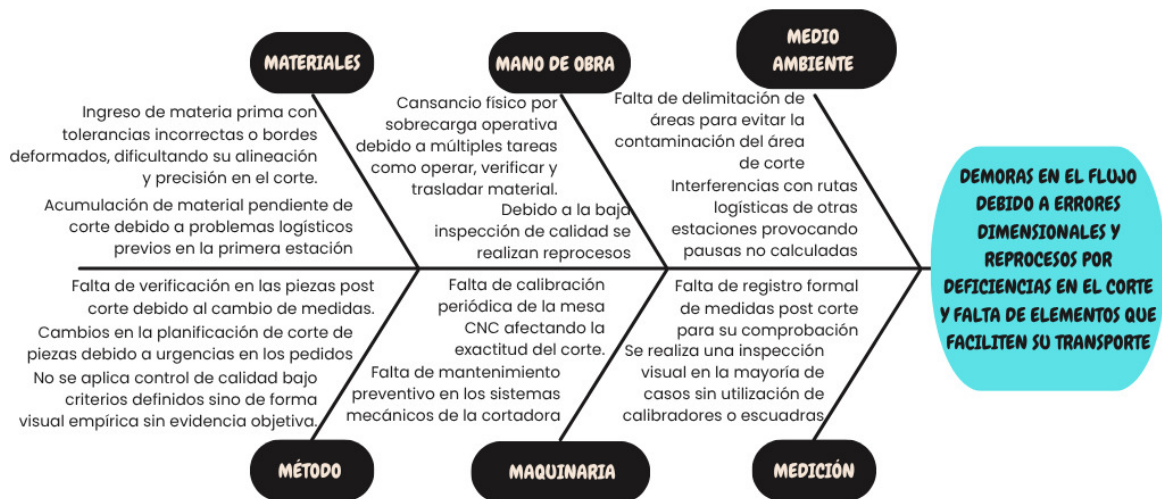 MATERIALES
Ingreso de materia prima con
tolerancias incorrectas o bordes
deformados, dificultando su alineación
y precisión en el corte.
Acumulación de material pendiente de
corte debido a problemas logísticos
previos en la primera estación
MANO DE OBRA
Cansancio físico por
sobrecarga operativa
debido a múltiples tareas
como operar, verificar y
trasladar material.
Debido a la baja
inspección de calidad se
realizan reprocesos
MEDIO
AMBIENTE
Falta de delimitación de
áreas para evitar la
contaminación del área
de corte
Interferencias con rutas
logísticas de otras
estaciones provocando
pausas no calculadas
DEMORAS EN EL FLUJO
DEBIDO A ERRORES
DIMENSIONALES Y
REPROCESOS POR
DEFICIENCIAS EN EL CORTE
Y FALTA DE ELEMENTOS QUE
FACILITEN SU TRANSPORTE
Falta de verificación en las piezas post
corte debido al cambio de medidas.
Cambios en la planificación de corte de
piezas debido a urgencias en los pedidos
No se aplica control de calidad bajo
criterios definidos sino de forma
visual empírica sin evidencia objetiva.
MÉTODO
Falta de calibración
periódica de la mesa
CNC afectando la
exactitud del corte.
Falta de mantenimiento
preventivo en los sistemas
mecánicos de la cortadora
MAQUINARIA
Falta de registro formal
de medidas post corte
para su comprobación
Se realiza una inspección
visual en la mayoría de
casos sin utilización de
calibradores o escuadras
MEDICIÓN